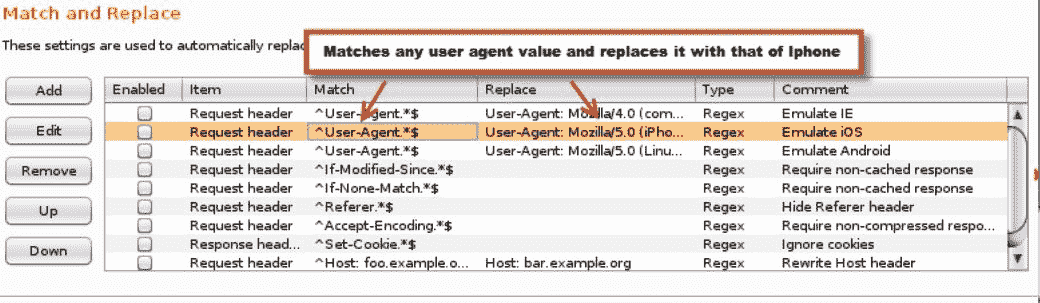 Match and Replace
These settings are used to automatically replac
Matches any user agent value and replaces it with that of Iphone
Add
Edit
Remove
Up
Down
Enabled Item Match Replace Type Comment
Request header ^User-Agent.*$ User-Agent: Mozilla/4.0 (com... Regex Emulate IE
Request header ^User-Agent.*$ User-Agent: Mozilla/5.0 (iPho... Regex Emulate iOS
Request header ^User-Agent.*$ User-Agent: Mozilla/5.0 (Linu... Regex Emulate Android
Request header ^If-Modified-Since.*$ Regex Require non-cached response
Request header ^If-None-Match.*$ Regex Require non-cached response
Request header ^Referer.*$ Regex Hide Referer header
Request header ^Accept-Encoding.*$ Regex Require non-compressed respo...
Response head... ^Set-Cookie.*$ Regex Ignore cookies
Request header ^Host: foo.example.o... Host: bar.example.org Regex Rewrite Host header